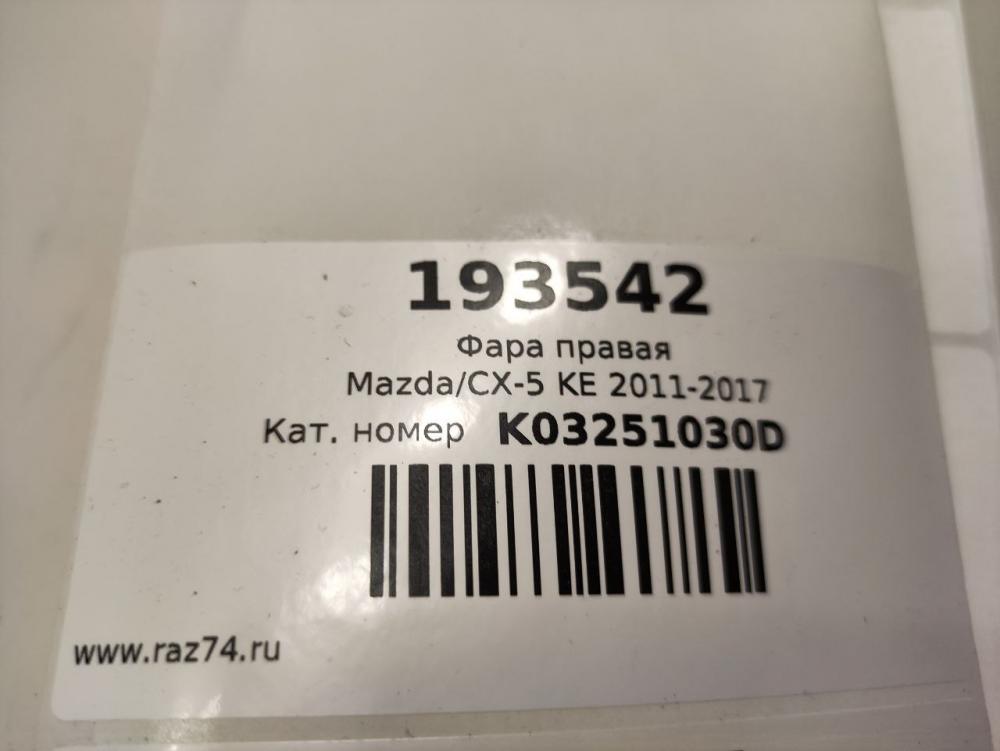 193542
Фара правая
Mazda/CX-5 KE 2011-2017
Кат. номер K03251030D
www.raz74.ru